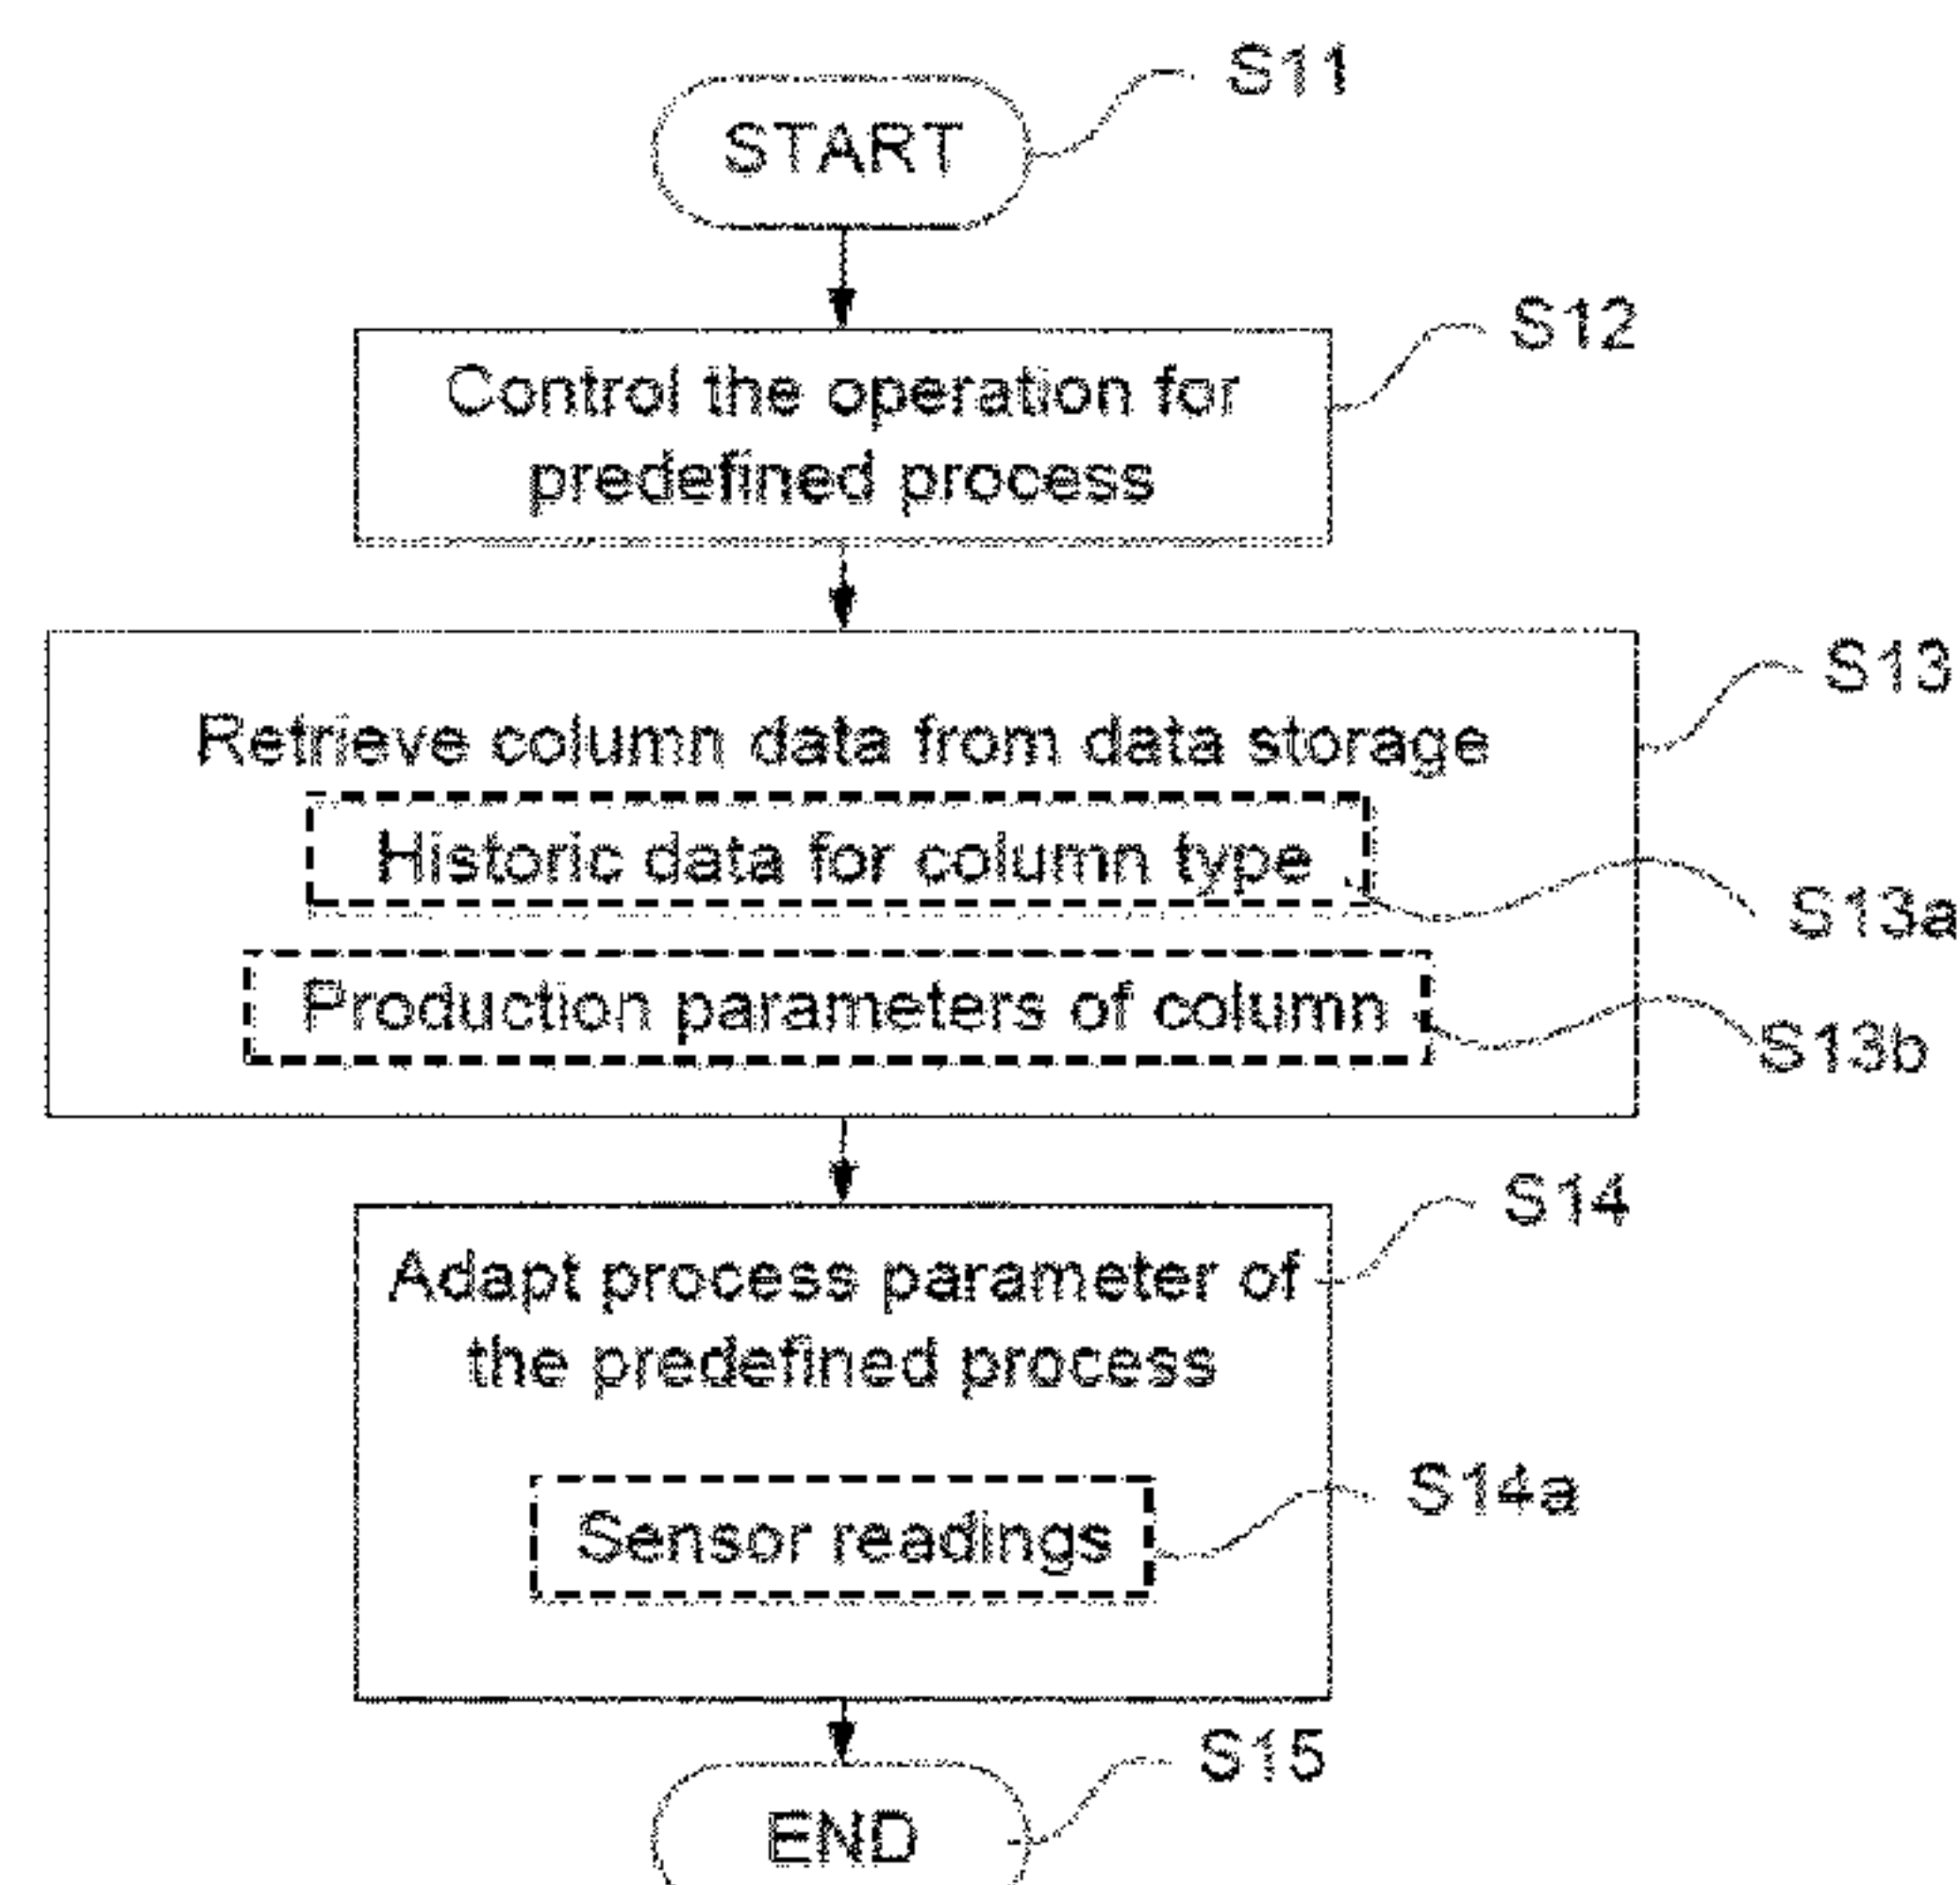 START
S11
Control the operation for
predefined process
S12
Retrieve column data from data storage
S13
Historic data for column type
S13a
Production parameters of column
S13b
Adapt process parameter of
the predefined process
S14
Sensor readings
S14a
END
S15